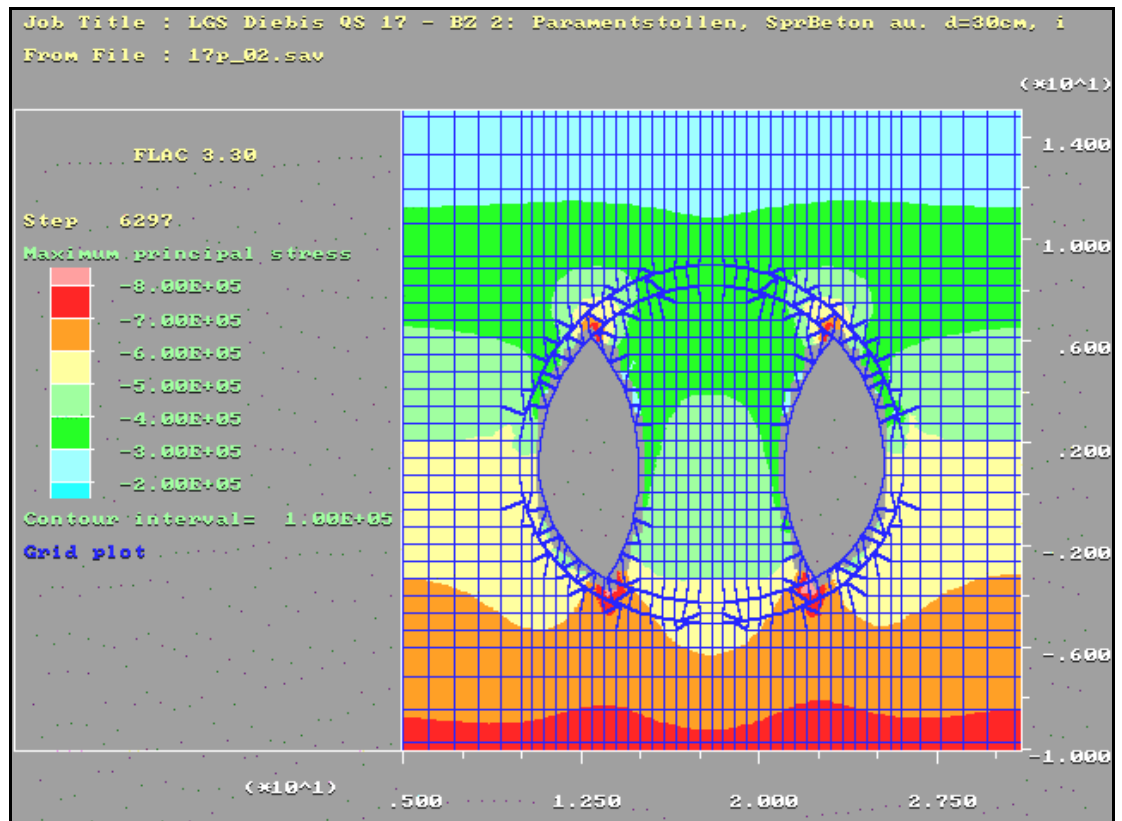 Job Title : LGS Diebis QS 17 - BZ 2: Paramentstollen, SprBeton au. d=30cm, i
From File : 17p_02.sav
(*10^1)
FLAC 3.30
Step 6297
Maximum principal stress
-8.00E+05
-7.00E+05
-6.00E+05
-5.00E+05
-4.00E+05
-3.00E+05
-2.00E+05
Contour interval= 1.00E+05
Grid plot
1.400
1.000
.600
.200
-.200
-.600
-1.000
(*10^1)
.500 1.250 2.000 2.750